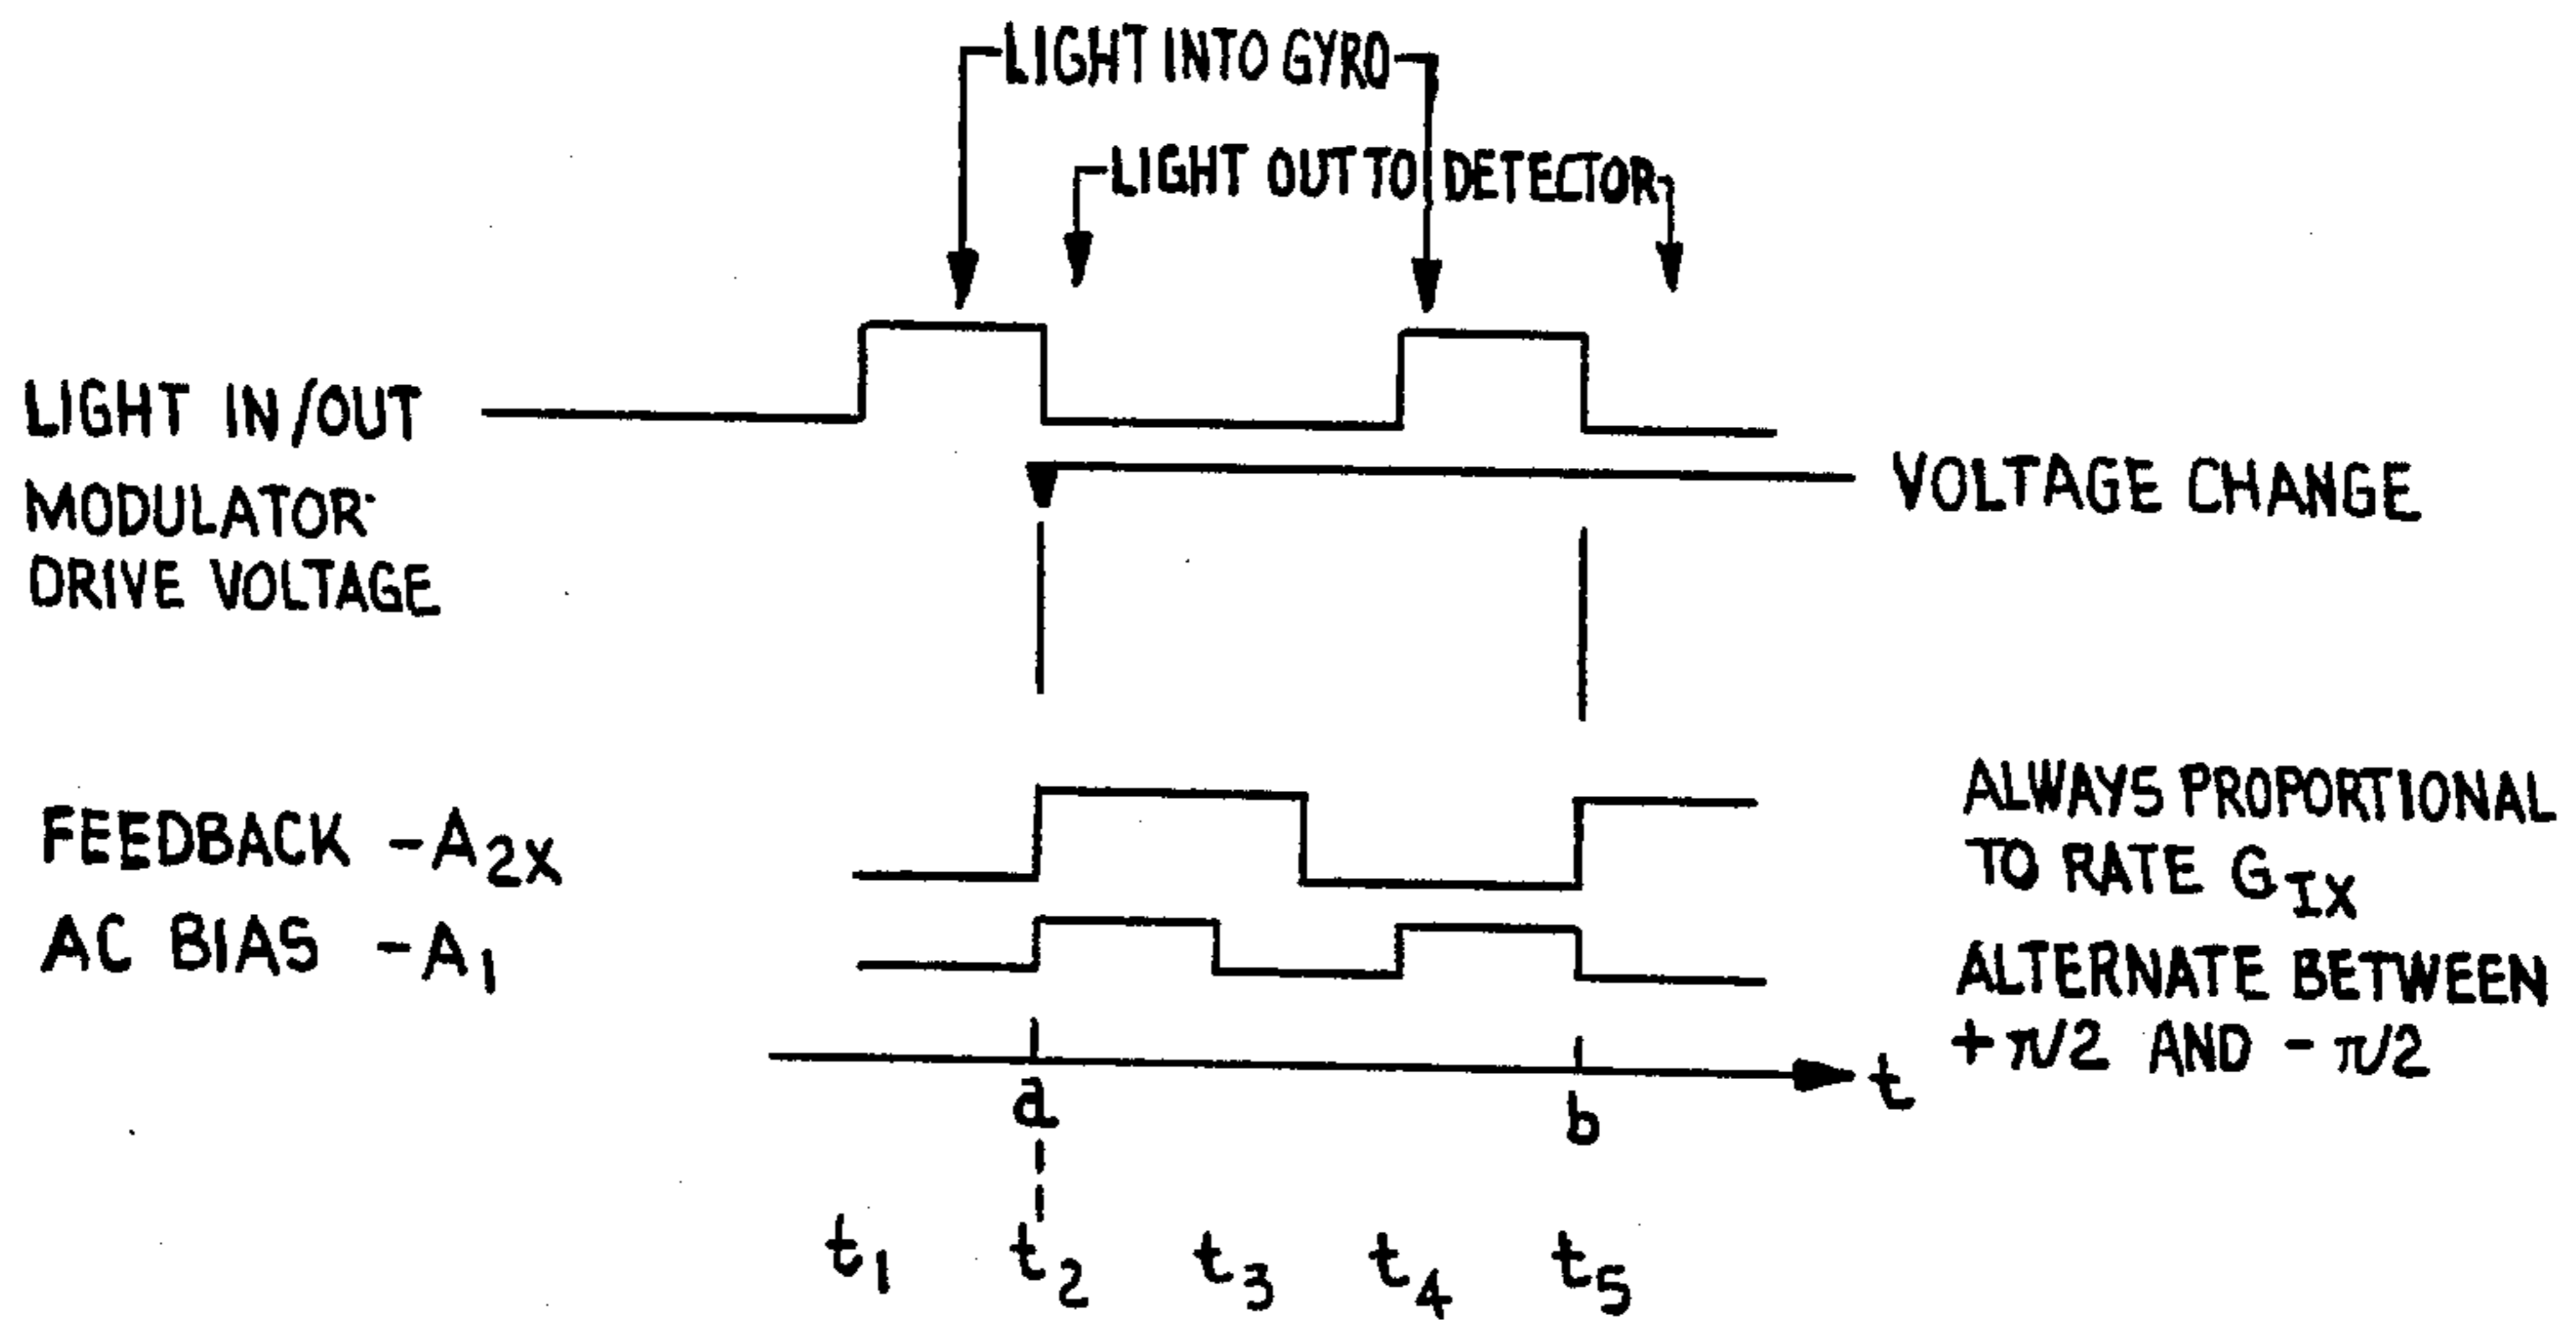 LIGHT INTO GYRO
LIGHT OUT TO DETECTOR
LIGHT IN/OUT
MODULATOR
DRIVE VOLTAGE
VOLTAGE CHANGE
FEEDBACK -A2X
ALWAYS PROPORTIONAL
TO RATE GIX
AC BIAS -A1
ALTERNATE BETWEEN
+π/2 AND -π/2
t
a
b
t1
t2
t3
t4
t5